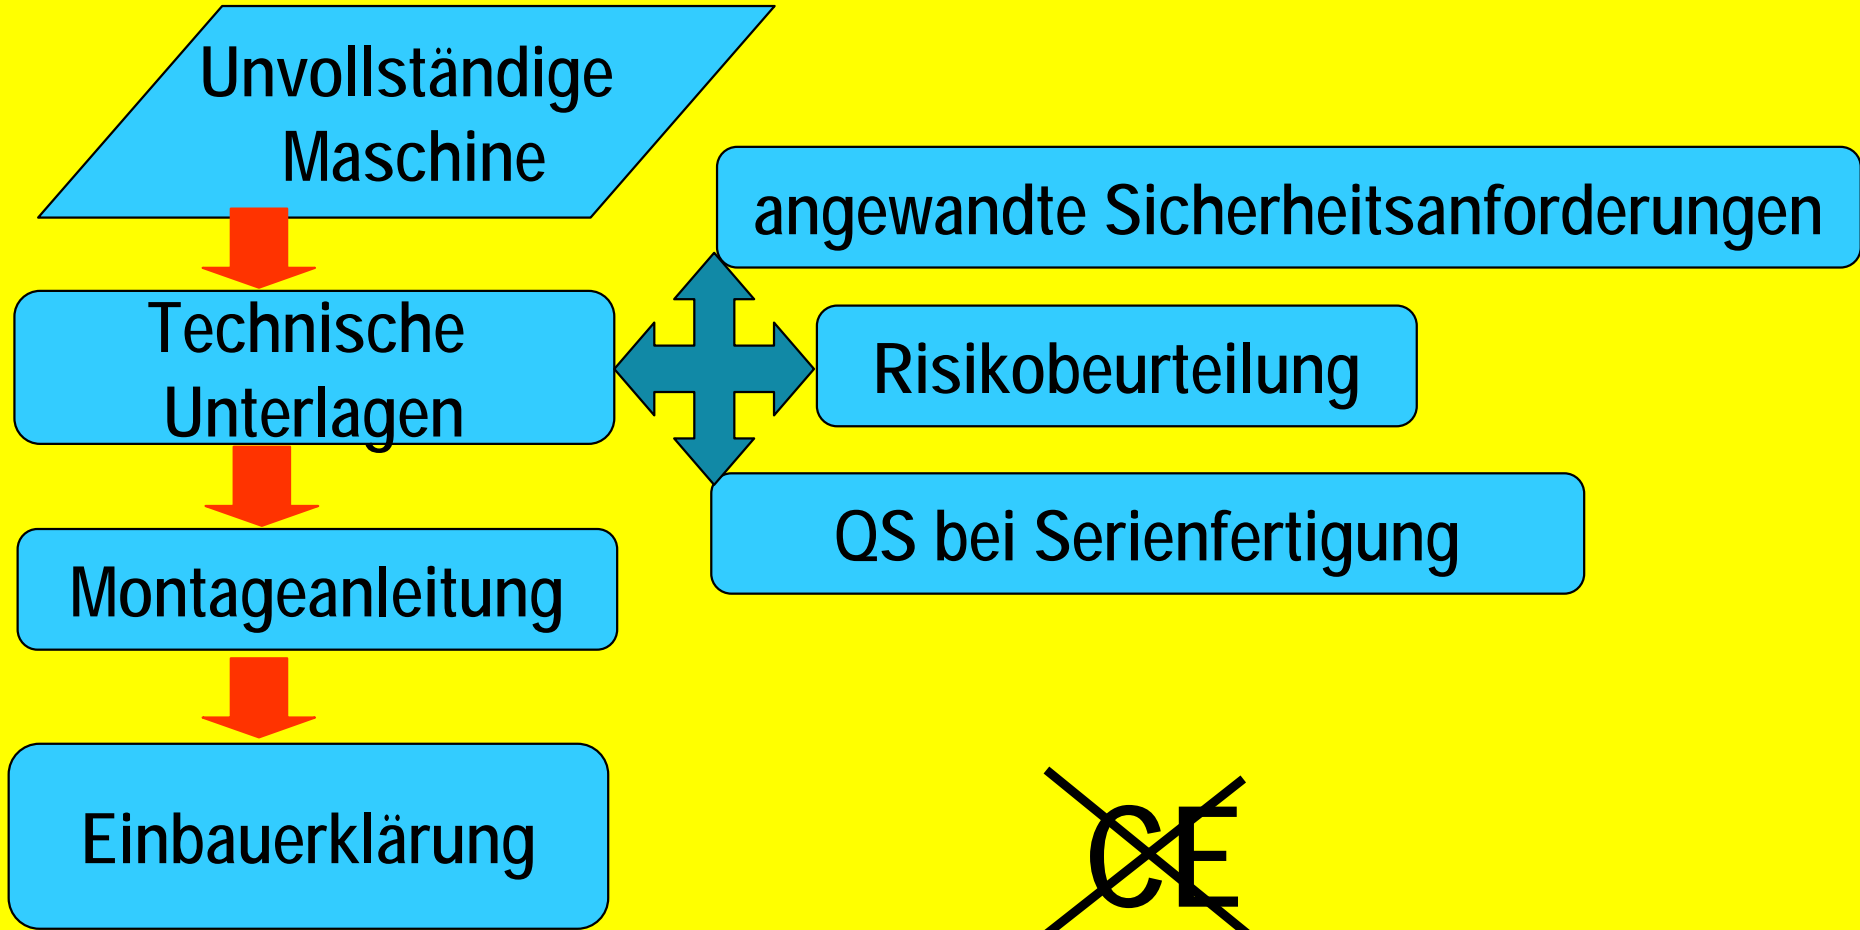 Unvollständige
Maschine
angewandte Sicherheitsanforderungen
Technische
Unterlagen
Risikobeurteilung
QS bei Serienfertigung
Montageanleitung
Einbauerklärung
CE